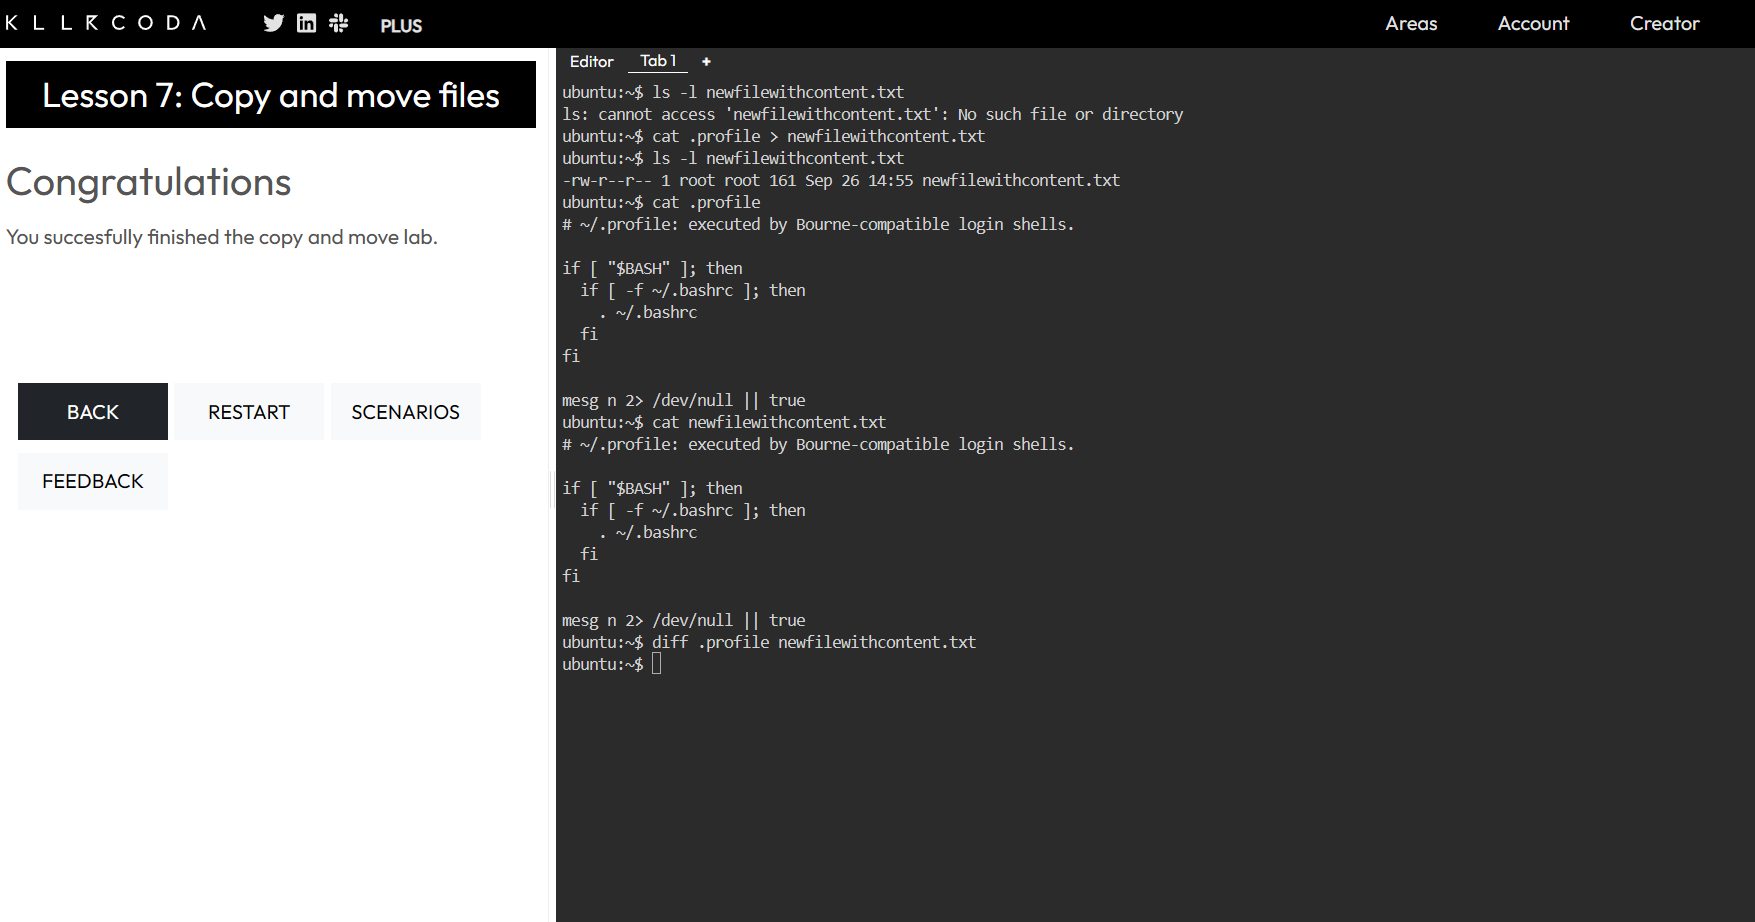 KLLRCODA
PLUS
Areas
Account
Creator
Lesson 7: Copy and move files
Congratulations
You succesfully finished the copy and move lab.
BACK
RESTART
SCENARIOS
FEEDBACK
Editor
Tab 1
+
ubuntu:~$ ls -l newfilewithcontent.txt
ls: cannot access 'newfilewithcontent.txt': No such file or directory
ubuntu:~$ cat .profile > newfilewithcontent.txt
ubuntu:~$ ls -l newfilewithcontent.txt
-rw-r--r-- 1 root root 161 Sep 26 14:55 newfilewithcontent.txt
ubuntu:~$ cat .profile
# ~/.profile: executed by Bourne-compatible login shells.

if [ "$BASH" ]; then
  if [ -f ~/.bashrc ]; then
    . ~/.bashrc
  fi
fi

mesg n 2> /dev/null || true
ubuntu:~$ cat newfilewithcontent.txt
# ~/.profile: executed by Bourne-compatible login shells.

if [ "$BASH" ]; then
  if [ -f ~/.bashrc ]; then
    . ~/.bashrc
  fi
fi

mesg n 2> /dev/null || true
ubuntu:~$ diff .profile newfilewithcontent.txt
ubuntu:~$